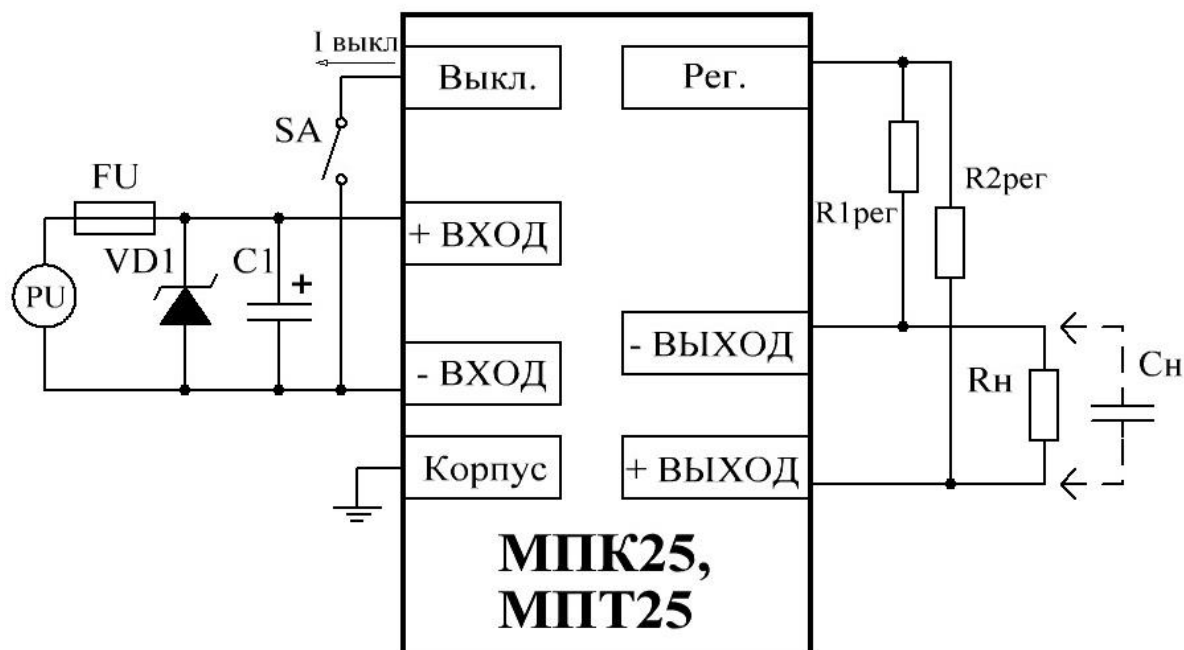 I выкл
Выкл.
Рег.
SA
FU
R2рег
R1рег
+ ВХОД
VD1
C1
+
PU
- ВЫХОД
- ВХОД
Rн
Cн
Корпус
+ ВЫХОД
МПК25,
МПТ25